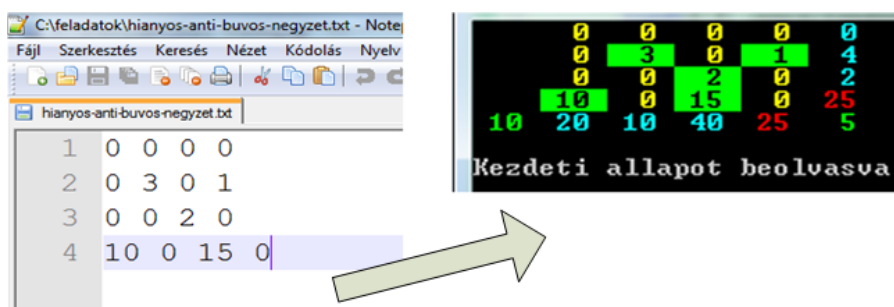 C:\feladatok\hianyos-anti-buvos-negyzet.txt - Note
Fájl Szerkesztés Keresés Nézet Kódolás Nyelv
hianyos-anti-buvos-negyzet.txt
1 0 0 0 0
2 0 3 0 1
3 0 0 2 0
4 10 0 15 0
0 0 0 0 0
0 3 0 1 4
0 0 2 0 2
10 0 15 0 25
10 20 10 40 25 5
Kezdeti allapot beolvasva